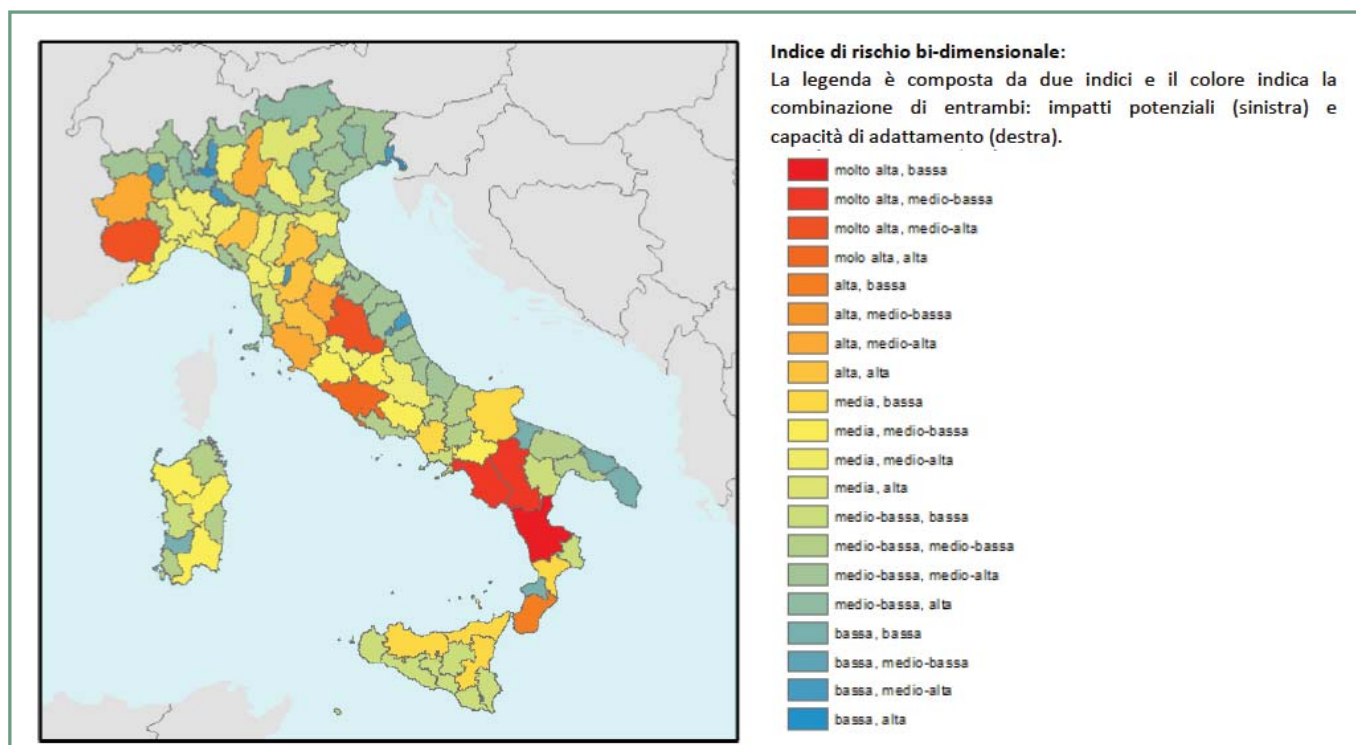 Indice di rischio bi-dimensionale:
La legenda è composta da due indici e il colore indica la
combinazione di entrambi: impatti potenziali (sinistra) e
capacità di adattamento (destra).
molto alta, bassa
molto alta, medio-bassa
molto alta, medio-alta
molo alta, alta
alta, bassa
alta, medio-bassa
alta, medio-alta
alta, alta
media, bassa
media, medio-bassa
media, medio-alta
media, alta
medio-bassa, bassa
medio-bassa, medio-bassa
medio-bassa, medio-alta
medio-bassa, alta
bassa, bassa
bassa, medio-bassa
bassa, medio-alta
bassa, alta